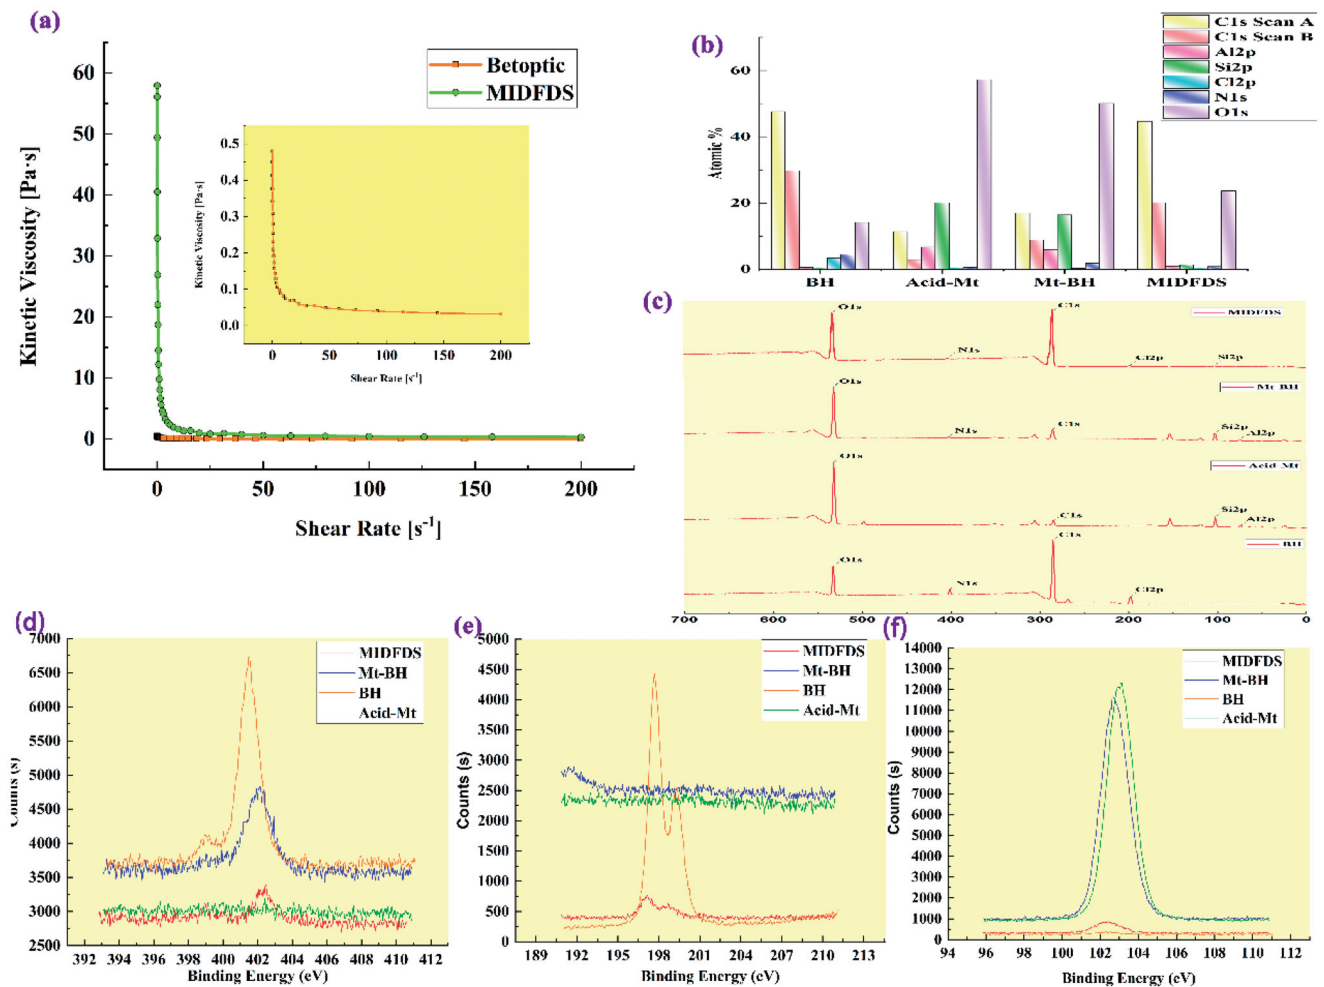 (a)
Betoptic
MIDFDS
60
50
40
30
20
10
0
Kinetic Viscosity [Pa·s]
0 50 100 150 200
Shear Rate [s⁻¹]
0.5
0.4
0.3
0.2
0.1
0.0
Kinetic Viscosity [Pa·s]
0 50 100 150 200
Shear Rate [s⁻¹]
(b)
C1s Scan A
C1s Scan B
Al2p
Si2p
Cl2p
N1s
O1s
60
40
20
0
Atomic %
BH Acid-Mt Mt-BH MIDFDS
(c)
O1s C1s MIDFDS
N1s Cl2p Si2p
O1s Mt-BH
N1s C1s Si2p Al2p
O1s Acid-Mt
C1s Si2p Al2p
C1s BH
O1s N1s Cl2p
700 600 500 400 300 200 100 0
(d)
7000
6500
6000
5500
5000
4500
4000
3500
3000
2500
Counts (s)
MIDFDS
Mt-BH
BH
Acid-Mt
392 394 396 398 400 402 404 406 408 410 412
Binding Energy (eV)
(e)
5000
4500
4000
3500
3000
2500
2000
1500
1000
500
0
Counts (s)
MIDFDS
Mt-BH
BH
Acid-Mt
189 192 195 198 201 204 207 210 213
Binding Energy (eV)
(f)
14000
13000
12000
11000
10000
9000
8000
7000
6000
5000
4000
3000
2000
1000
0
Counts (s)
MIDFDS
Mt-BH
BH
Acid-Mt
94 96 98 100 102 104 106 108 110 112
Binding Energy (eV)